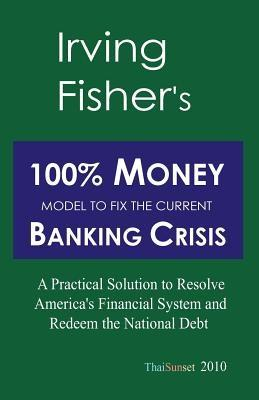 Irving
Fisher's
100% MONEY
MODEL TO FIX THE CURRENT
BANKING CRISIS
A Practical Solution to Resolve
America's Financial System and
Redeem the National Debt
ThaiSunset 2010